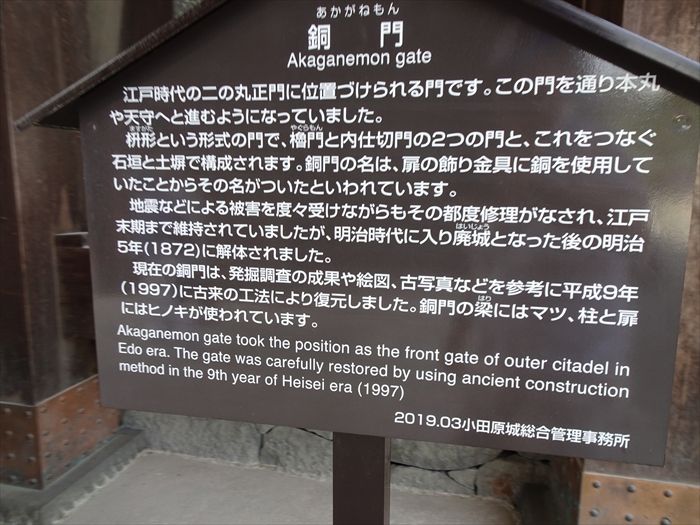 あかがねもん
銅　門
Akaganemon gate
江戸時代の二の丸正門に位置づけられる門です。この門を通り本丸
や天守へと進むようになっていました。
ますがた　やぐらもん
枡形という形式の門で、櫓門と内仕切門の2つの門と、これをつなぐ
石垣と土塀で構成されます。銅門の名は、扉の飾り金具に銅を使用して
いたことからその名がついたといわれています。
地震などによる被害を度々受けながらもその都度修理がなされ、江戸
はいじょう
末期まで維持されていましたが、明治時代に入り廃城となった後の明治
5年(1872)に解体されました。
現在の銅門は、発掘調査の成果や絵図、古写真などを参考に平成9年
はり
(1997)に古来の工法により復元しました。銅門の梁にはマツ、柱と扉
にはヒノキが使われています。
Akaganemon gate took the position as the front gate of outer citadel in
Edo era. The gate was carefully restored by using ancient construction
method in the 9th year of Heisei era (1997)
2019.03小田原城総合管理事務所